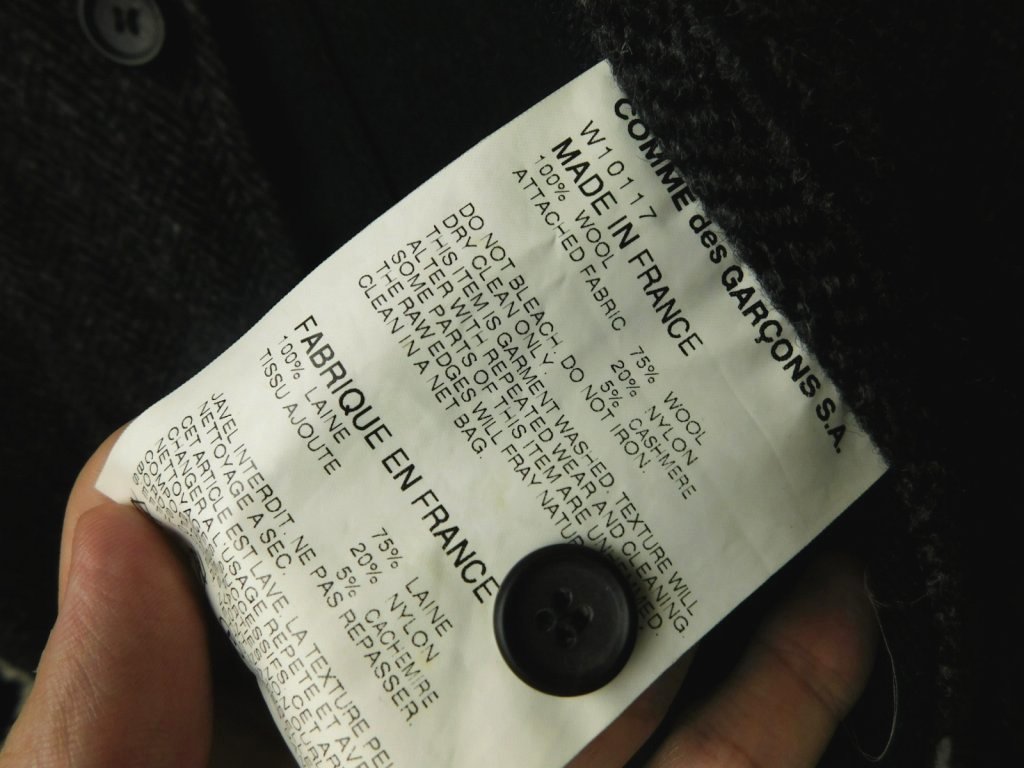 COMME des GARÇONS S.A.
W10117
MADE IN FRANCE
100% WOOL 75% WOOL
ATTACHED FABRIC 20% NYLON
5% CASHMERE
DO NOT BLEACH. DO NOT IRON.
DRY CLEAN ONLY.
THIS ITEM IS GARMENT WASHED. TEXTURE WILL
ALTER WITH REPEATED WEAR AND CLEANING.
SOME PARTS OF THIS ITEM ARE
THE RAW EDGES WILL FRAY
CLEAN IN A NET BAG.
FABRIQUE EN FRANCE
100% LAINE 75% LAINE
TISSU AJOUTE 20% NYLON
5% CACHEMIRE
JAVEL INTERDIT. NE PAS REPASSER.
NETTOYAGE A SEC.
CET ARTICLE EST LAVE LA TEXTURE
CHANGER A L'USAGE REPETE ET